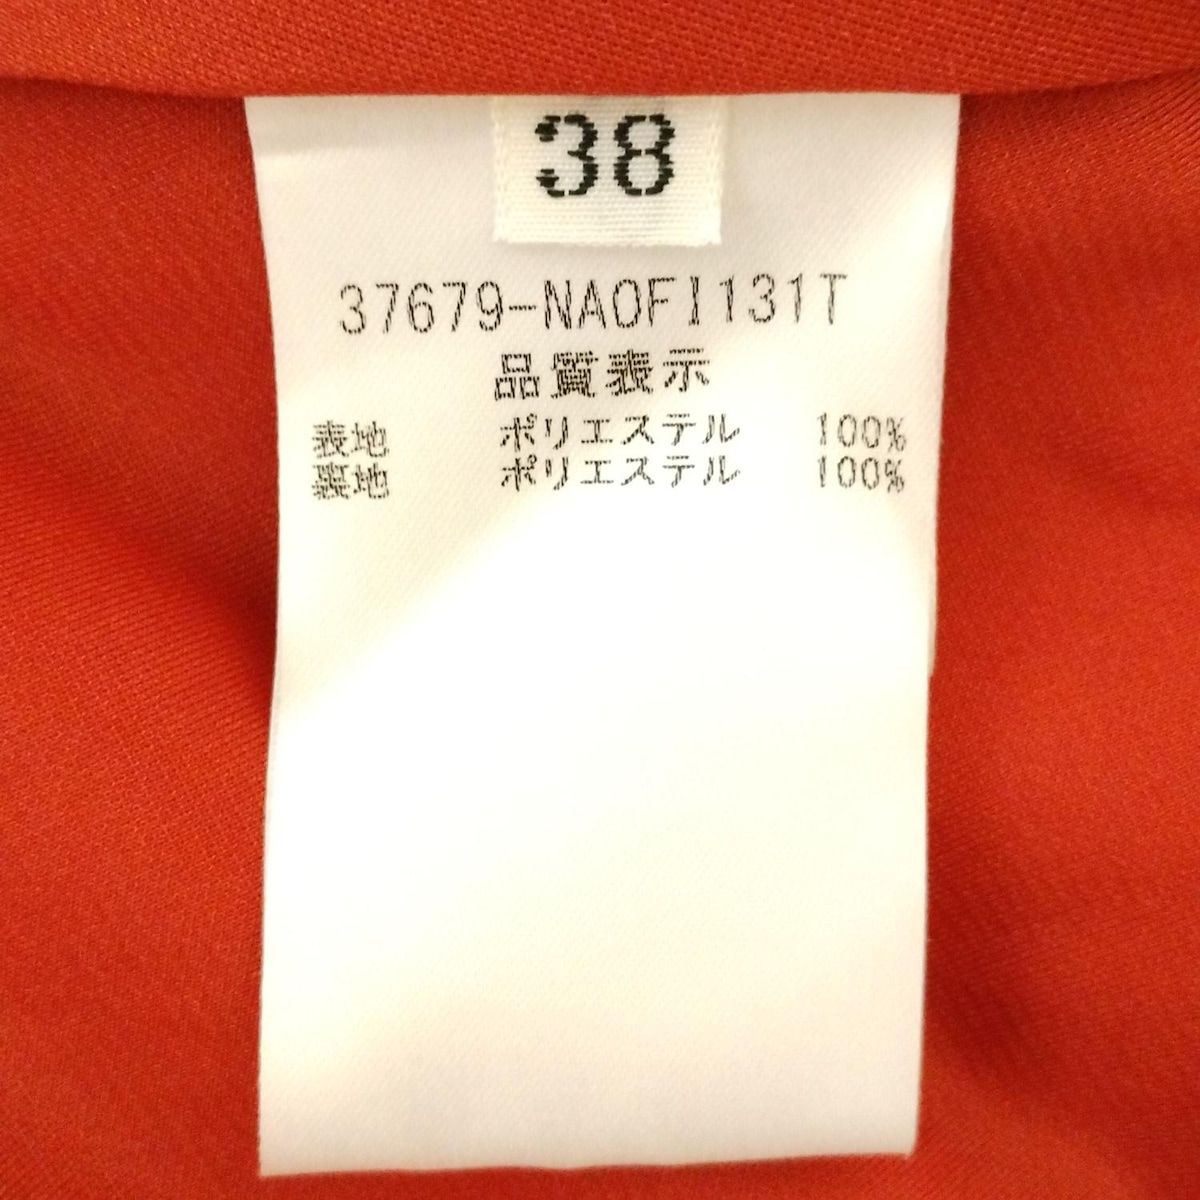 38
37679-NAOFI131T
品質表示
表地 ポリエステル 100%
裏地 ポリエステル 100%